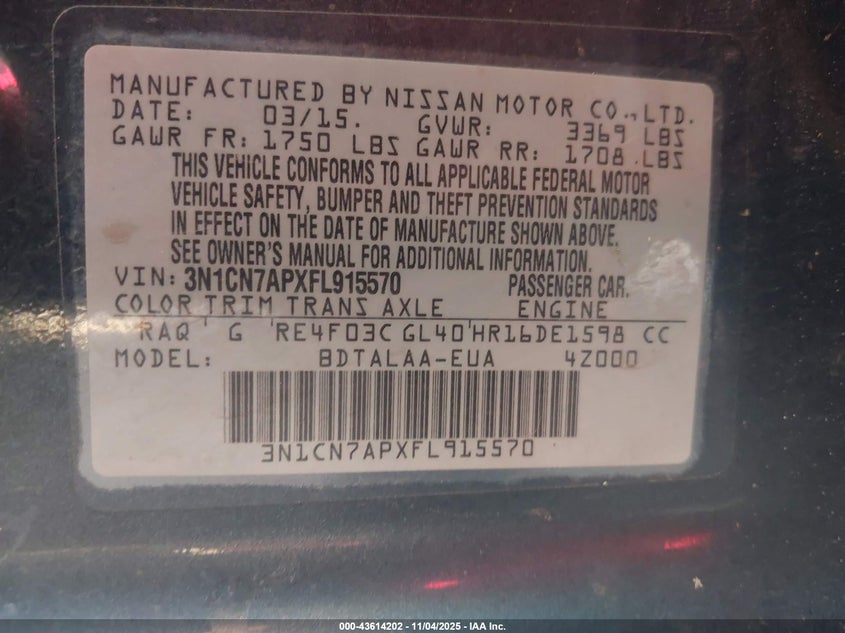 MANUFACTURED BY NISSAN MOTOR CO., LTD.
DATE: 03/15. GVWR: 3369 LBS
GAWR FR: 1750 LBS GAWR RR: 1708 LBS
THIS VEHICLE CONFORMS TO ALL APPLICABLE FEDERAL MOTOR
VEHICLE SAFETY, BUMPER AND THEFT PREVENTION STANDARDS
IN EFFECT ON THE DATE OF MANUFACTURE SHOWN ABOVE.
SEE OWNER'S MANUAL FOR ADDITIONAL INFORMATION.
VIN: 3N1CN7APXFL915570 PASSENGER CAR.
COLOR TRIM TRANS AXLE ENGINE
RAQ G RE4F03C GL40 HR16DE1598 CC
MODEL: BDTALAA-EUA 4Z000
3N1CN7APXFL915570
000-43614202 - 11/04/2025 - IAA Inc.